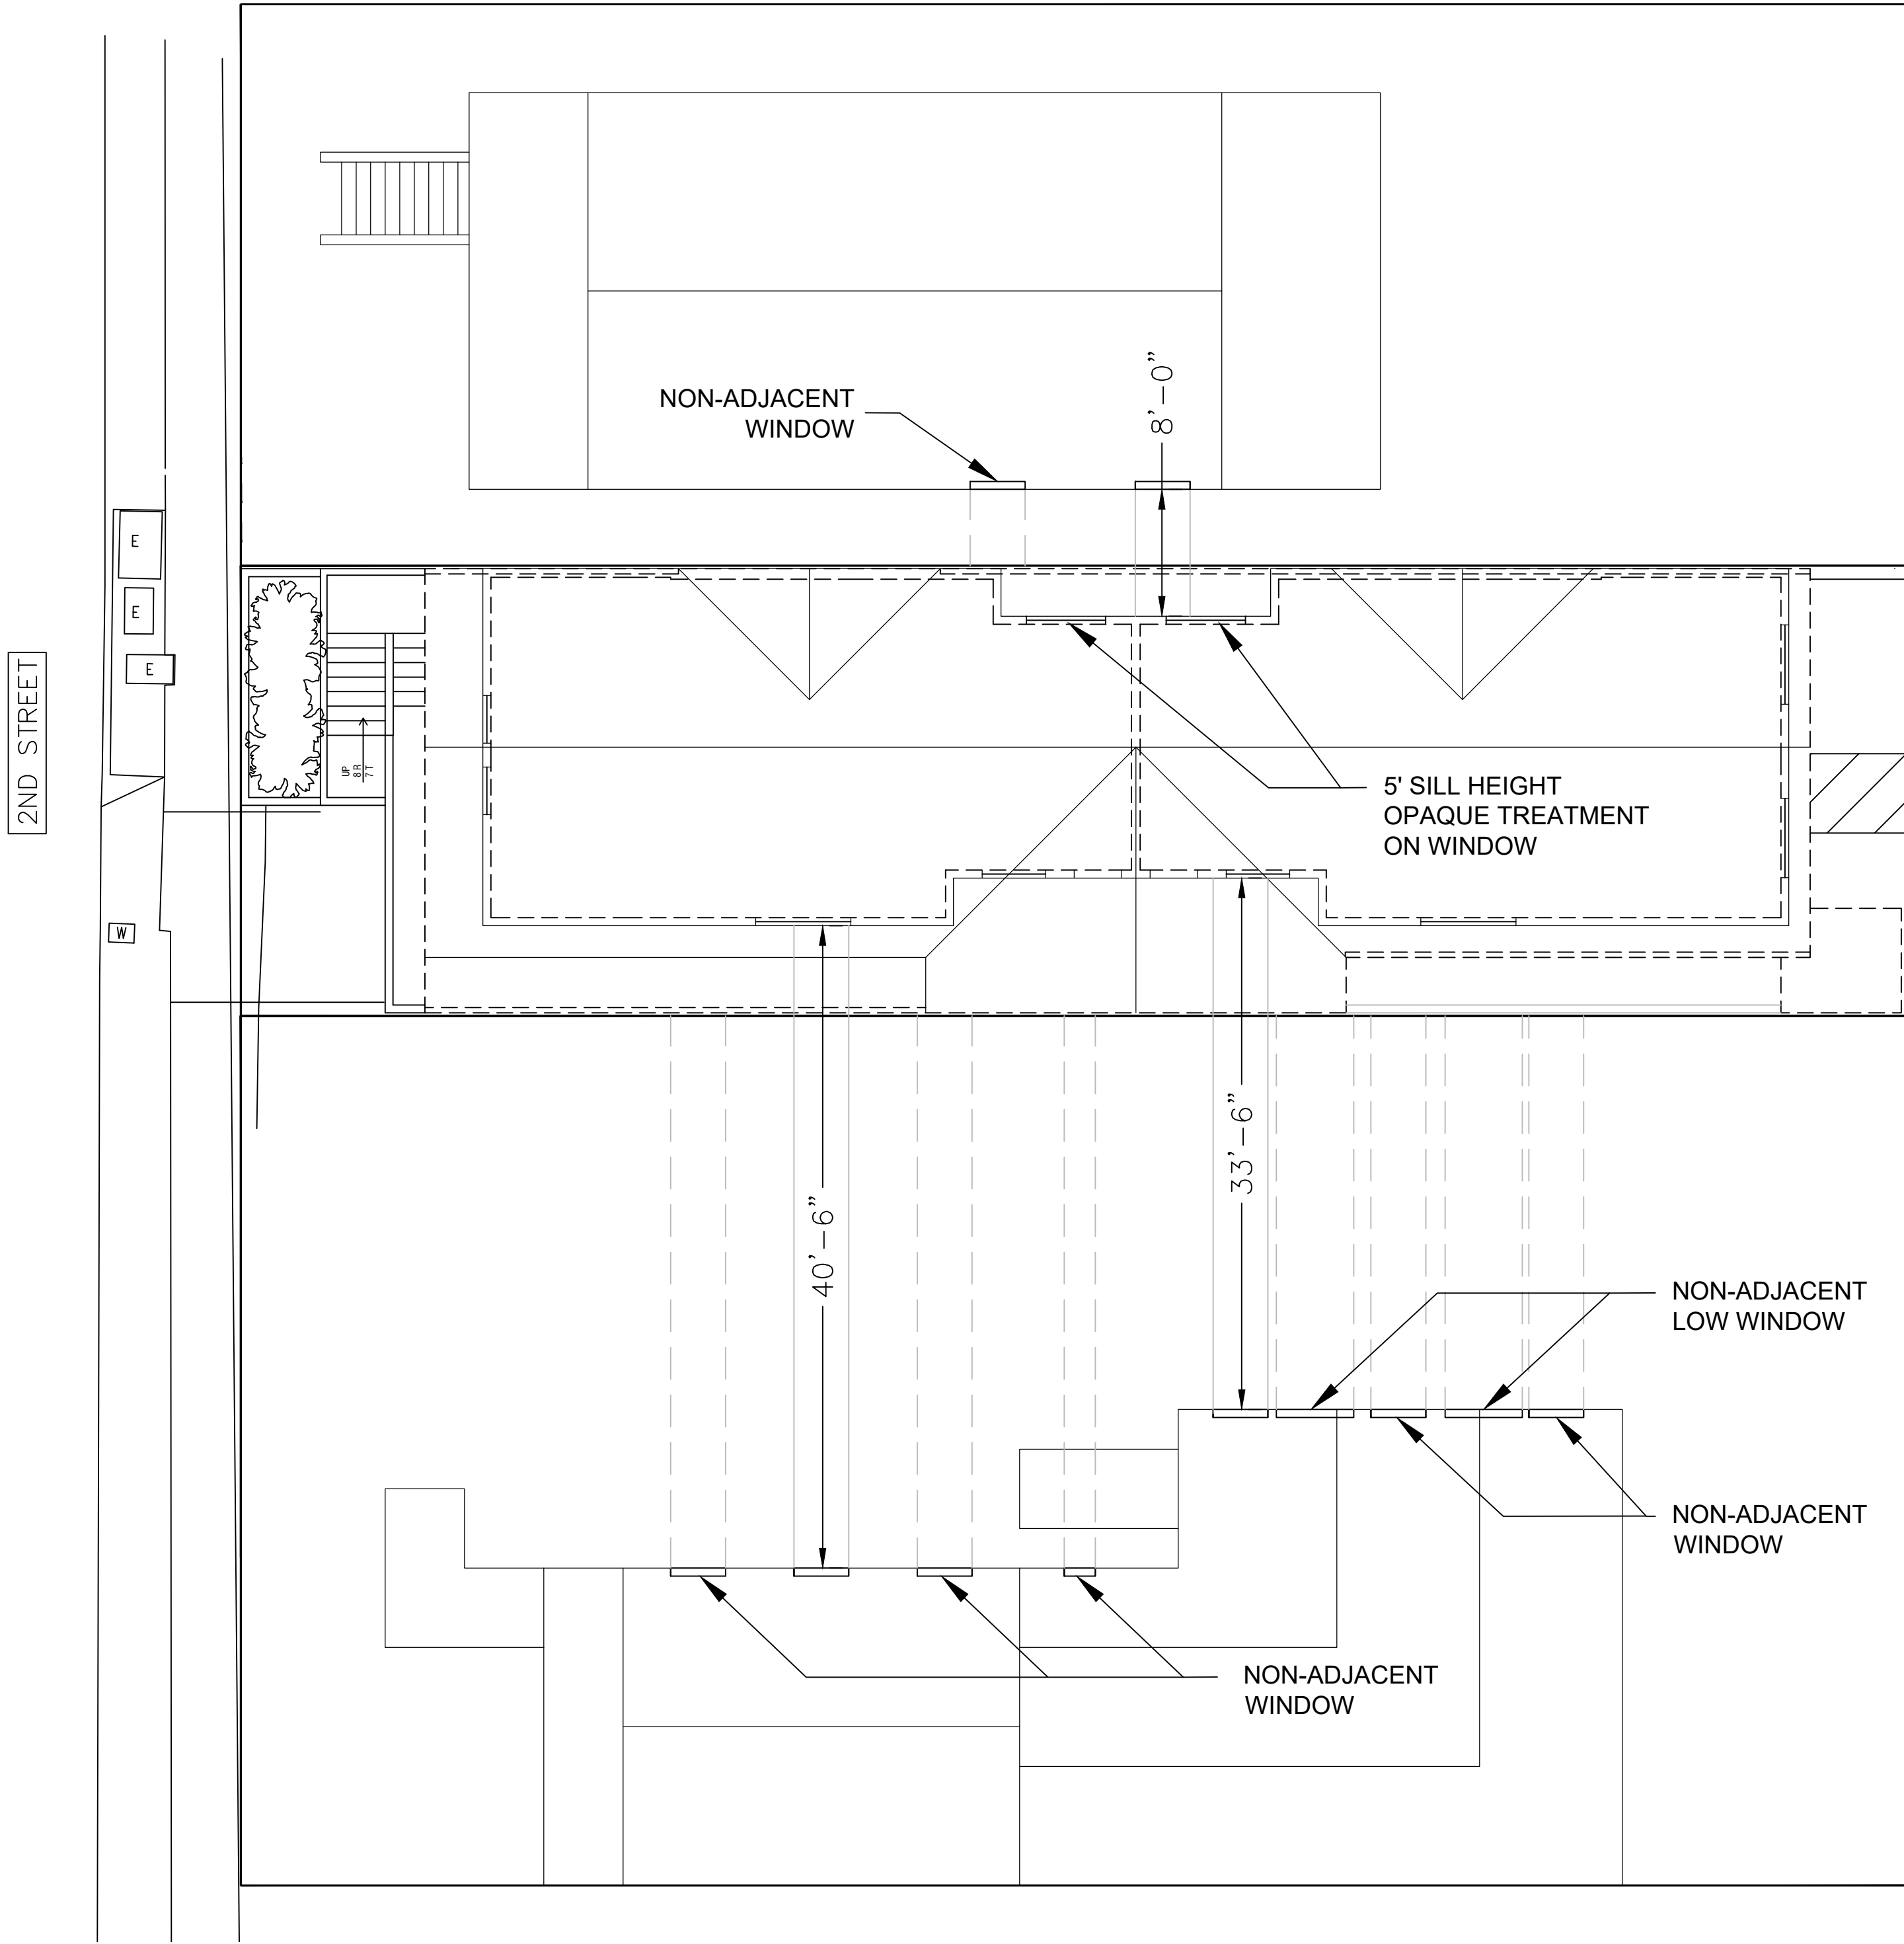 NON-ADJACENT
WINDOW
8'-0"
E
E
E
2ND STREET
UP
8R
7T
5' SILL HEIGHT
OPAQUE TREATMENT
ON WINDOW
W
33'-6"
40'-6"
NON-ADJACENT
LOW WINDOW
NON-ADJACENT
WINDOW
NON-ADJACENT
WINDOW